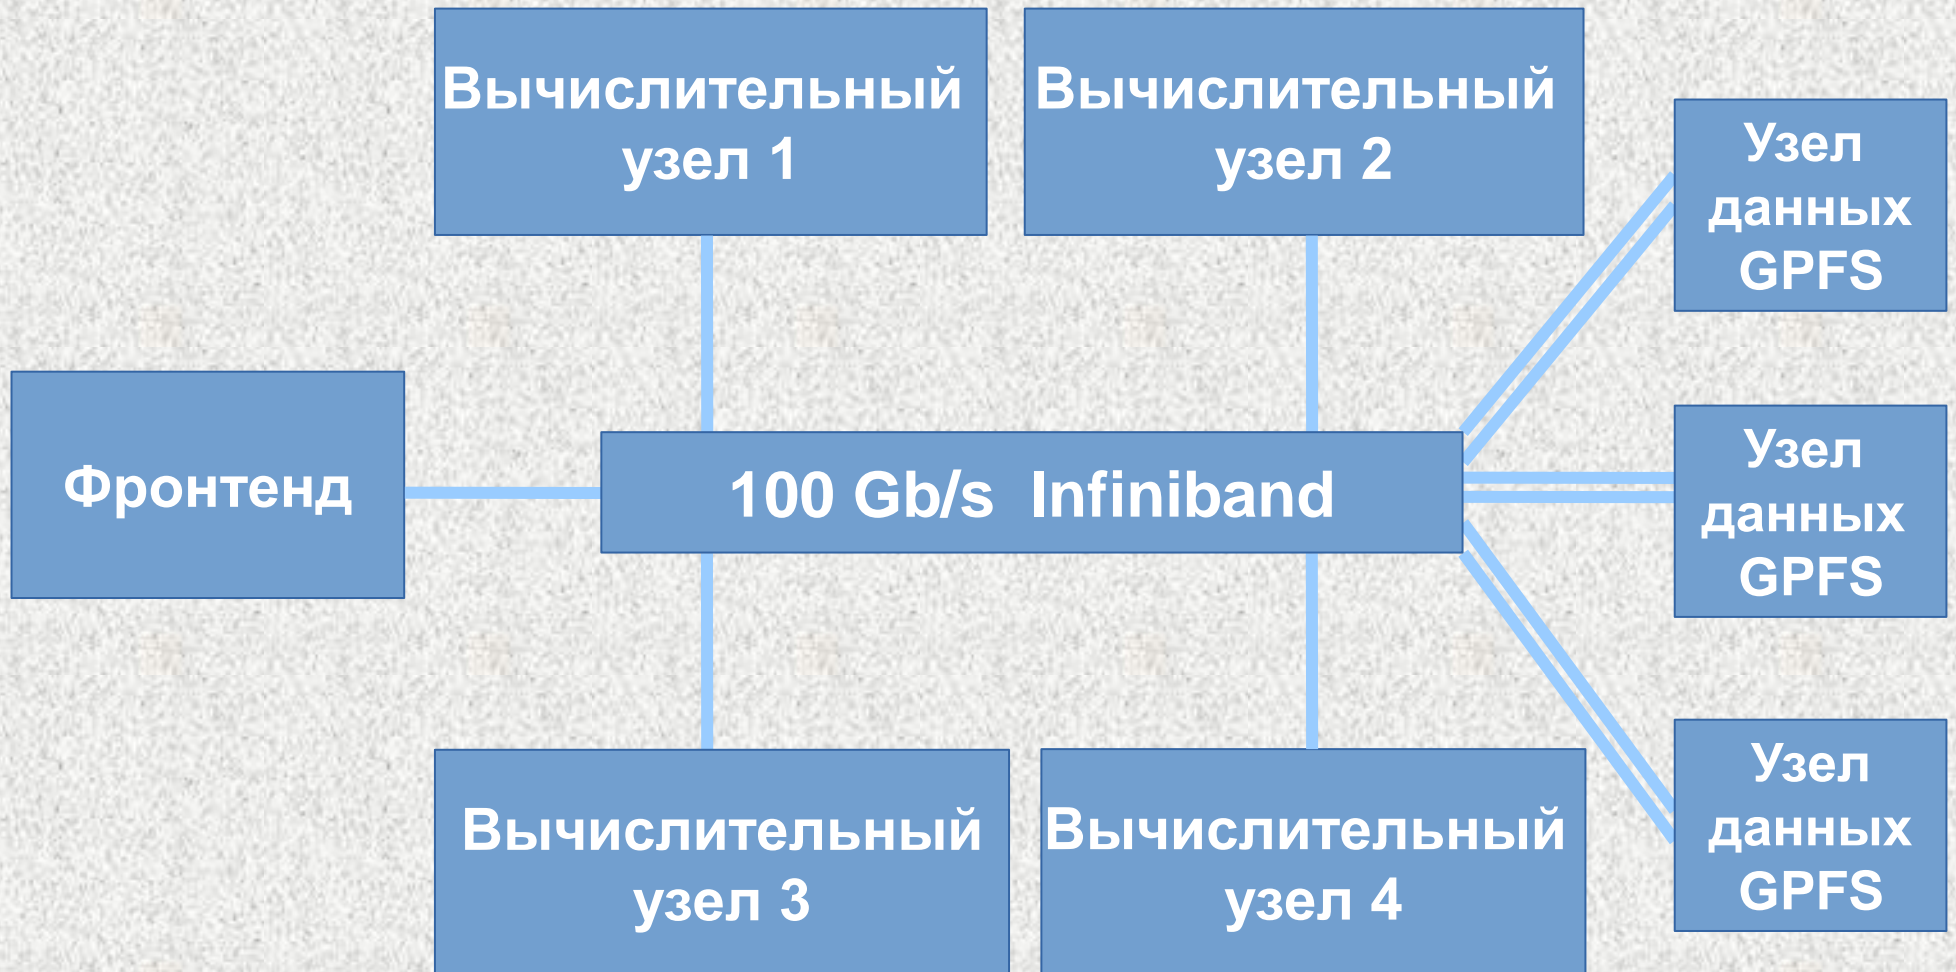 Вычислительный
узел 1
Вычислительный
узел 2
Узел
данных
GPFS
Фронтенд
100 Gb/s Infiniband
Узел
данных
GPFS
Вычислительный
узел 3
Вычислительный
узел 4
Узел
данных
GPFS